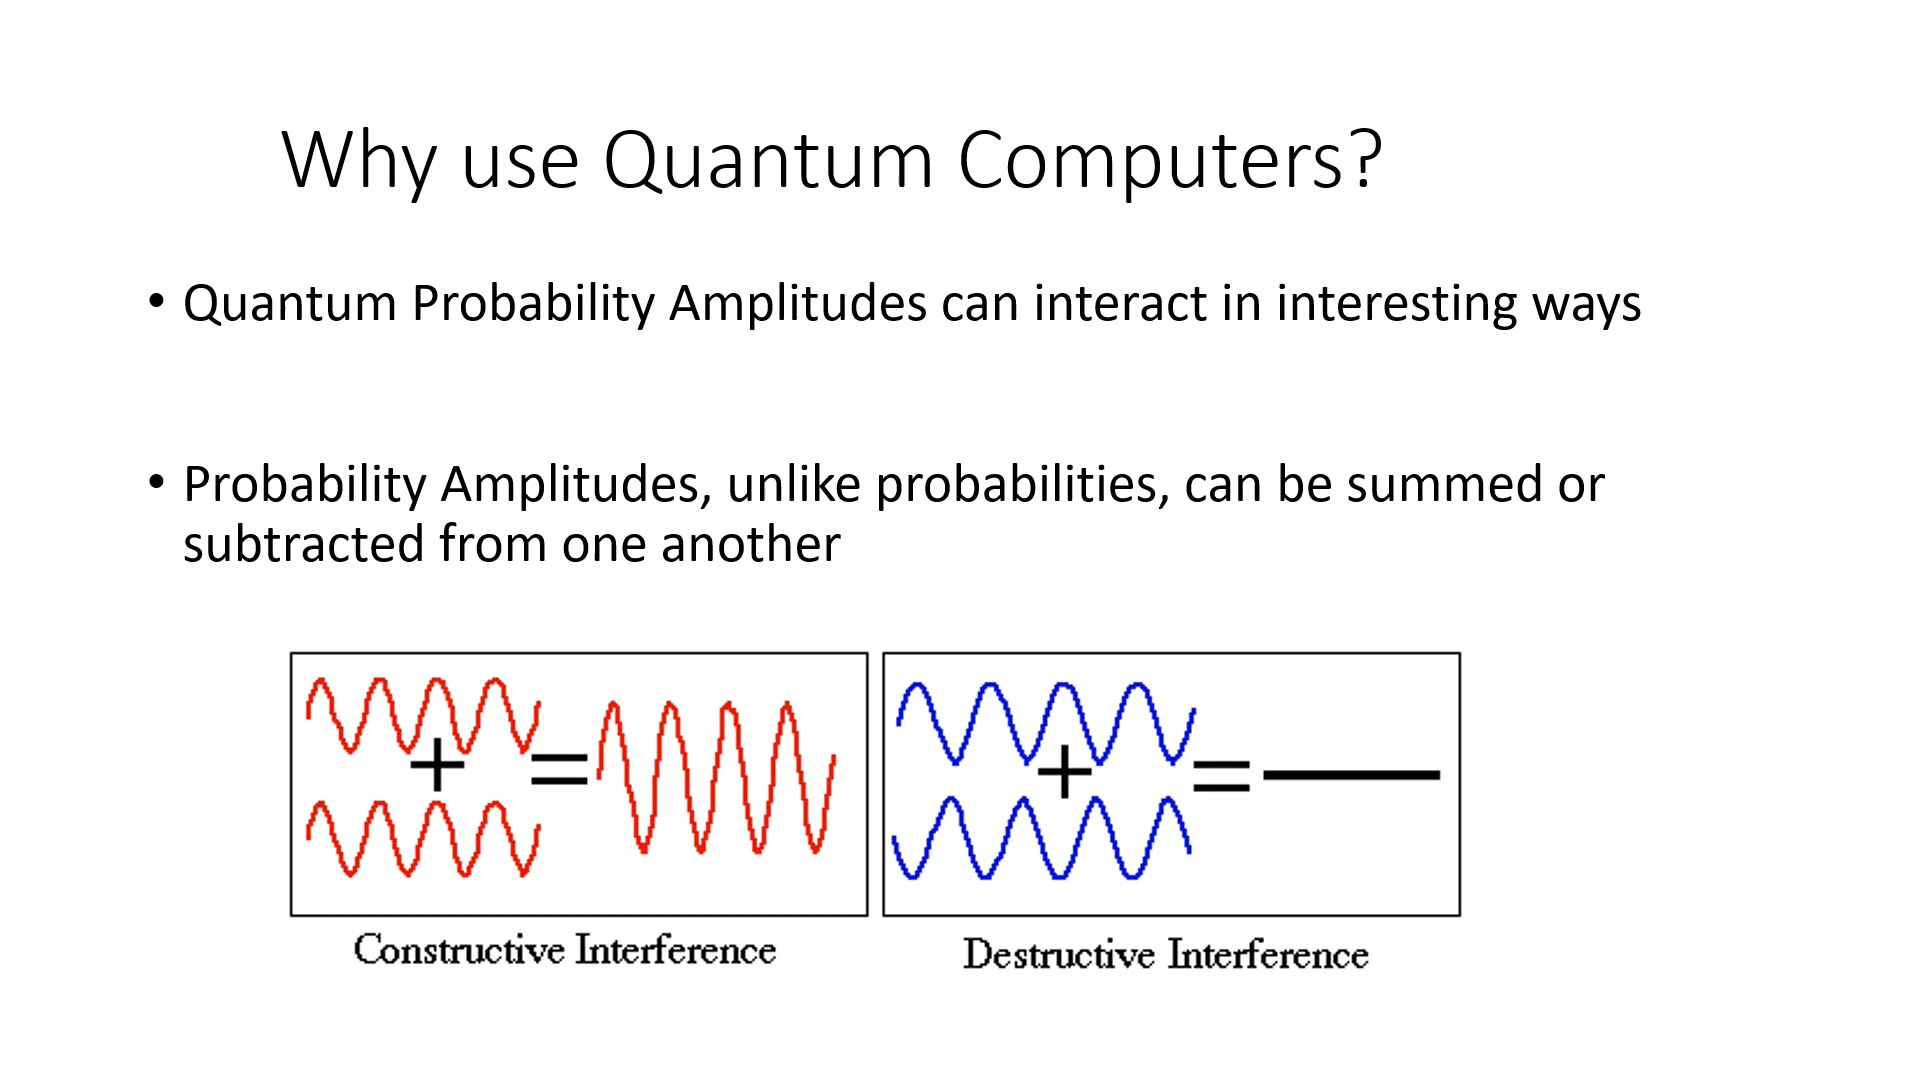 Why use Quantum Computers?
• Quantum Probability Amplitudes can interact in interesting ways
• Probability Amplitudes, unlike probabilities, can be summed or
subtracted from one another
+ =
+ =
Constructive Interference
Destructive Interference